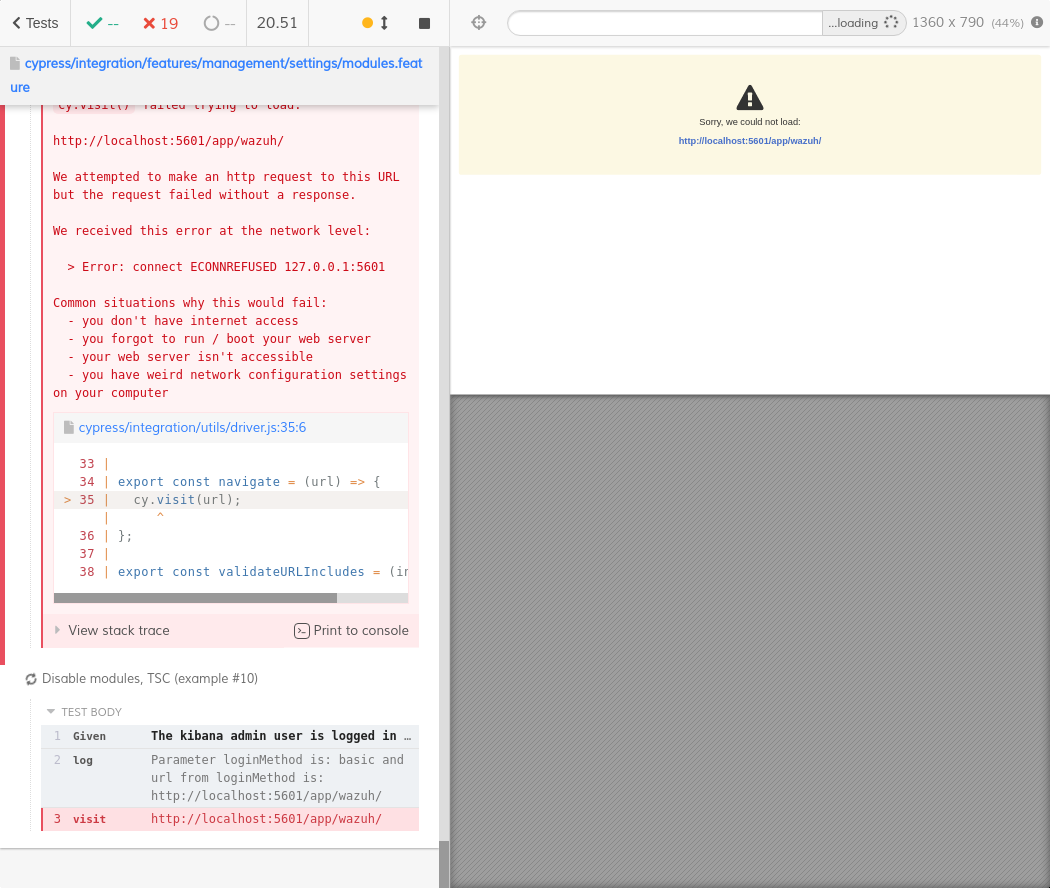 Tests
--
19
--
20.51
...loading
1360 x 790 (44%)
cypress/integration/features/management/settings/modules.feat
ure
cy.visit() failed trying to load:
http://localhost:5601/app/wazuh/
We attempted to make an http request to this URL
but the request failed without a response.
We received this error at the network level:
> Error: connect ECONNREFUSED 127.0.0.1:5601
Common situations why this would fail:
- you don't have internet access
- you forgot to run / boot your web server
- your web server isn't accessible
- you have weird network configuration settings
on your computer
cypress/integration/utils/driver.js:35:6
33 |
34 | export const navigate = (url) => {
> 35 | cy.visit(url);
| ^
36 | };
37 |
38 | export const validateURLIncludes = (in
View stack trace
Print to console
Disable modules, TSC (example #10)
TEST BODY
1 Given The kibana admin user is logged in …
2 log Parameter loginMethod is: basic and
url from loginMethod is:
http://localhost:5601/app/wazuh/
3 visit http://localhost:5601/app/wazuh/
Sorry, we could not load:
http://localhost:5601/app/wazuh/